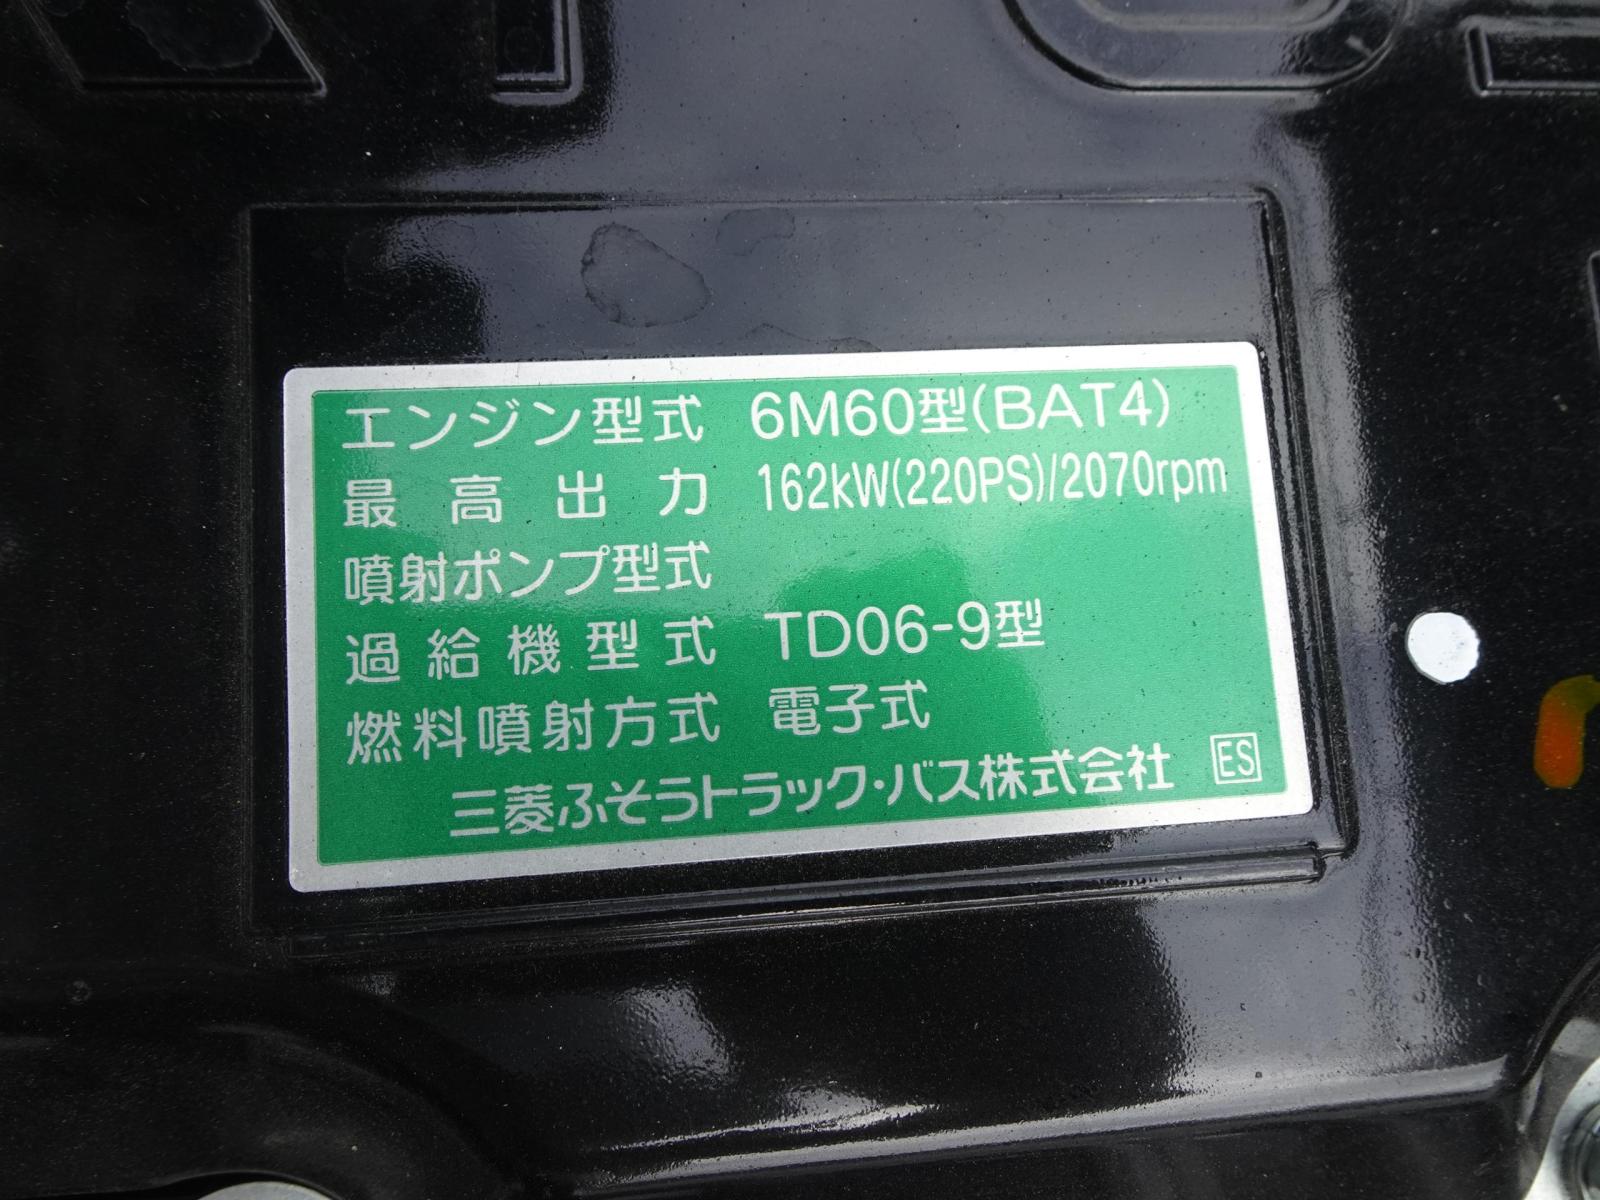 エンジン型式 6M60型(BAT4)
最高出力 162kW(220PS)/2070rpm
噴射ポンプ型式
過給機型式 TD06-9型
燃料噴射方式 電子式
三菱ふそうトラック・バス株式会社 ES